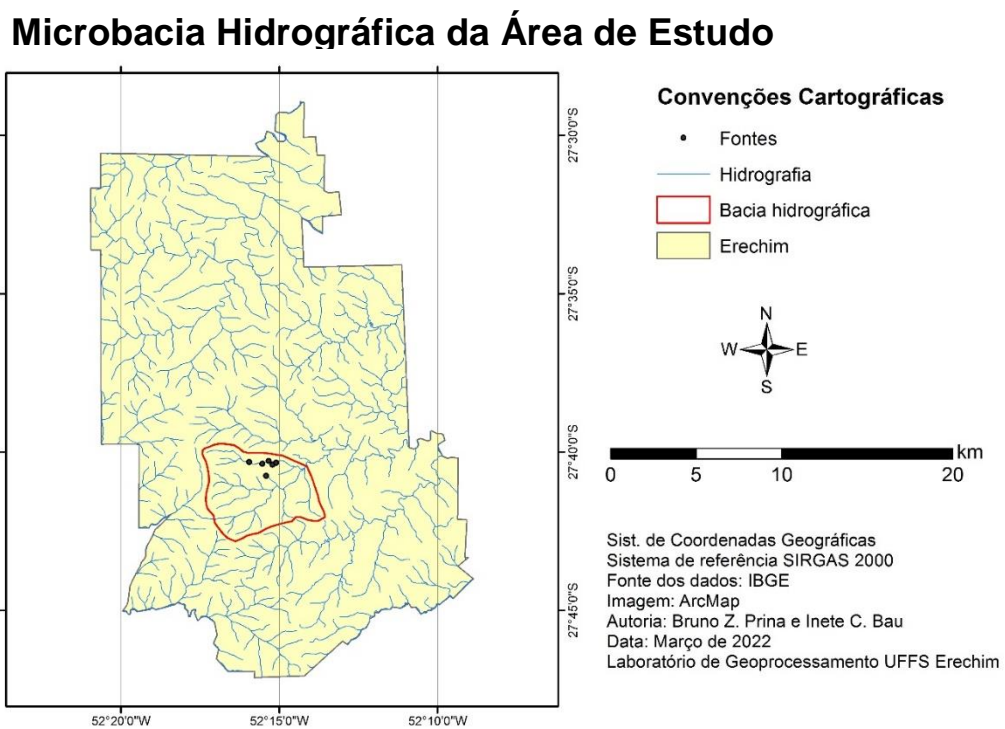 Microbacia Hidrográfica da Área de Estudo
27°30'0"S
27°35'0"S
27°40'0"S
27°45'0"S
52°20'0"W
52°15'0"W
52°10'0"W
Convenções Cartográficas
Fontes
Hidrografia
Bacia hidrográfica
Erechim
N
W
E
S
km
0 5 10 20
Sist. de Coordenadas Geográficas
Sistema de referência SIRGAS 2000
Fonte dos dados: IBGE
Imagem: ArcMap
Autoria: Bruno Z. Prina e Inete C. Bau
Data: Março de 2022
Laboratório de Geoprocessamento UFFS Erechim